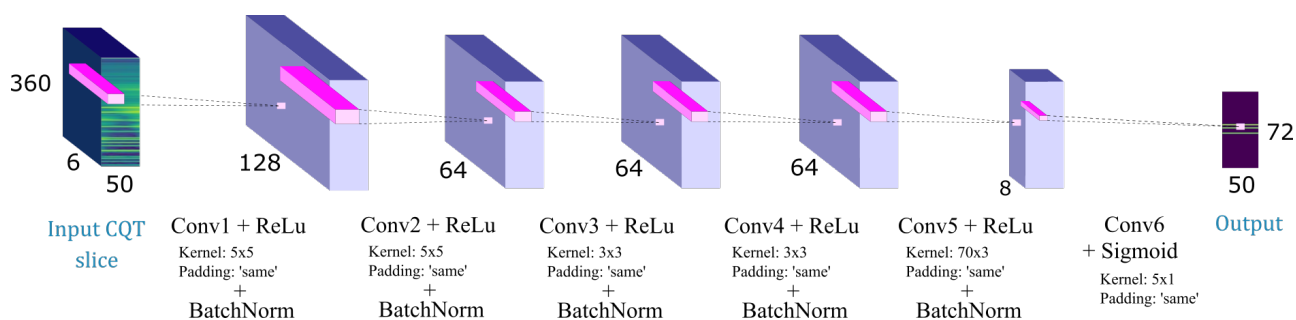 360
6
50
128
64
64
64
8
72
50
Input CQT
slice
Conv1 + ReLu
Kernel: 5x5
Padding: 'same'
+
BatchNorm
Conv2 + ReLu
Kernel: 5x5
Padding: 'same'
+
BatchNorm
Conv3 + ReLu
Kernel: 3x3
Padding: 'same'
+
BatchNorm
Conv4 + ReLu
Kernel: 3x3
Padding: 'same'
+
BatchNorm
Conv5 + ReLu
Kernel: 70x3
Padding: 'same'
+
BatchNorm
Conv6
+ Sigmoid
Kernel: 5x1
Padding: 'same'
Output